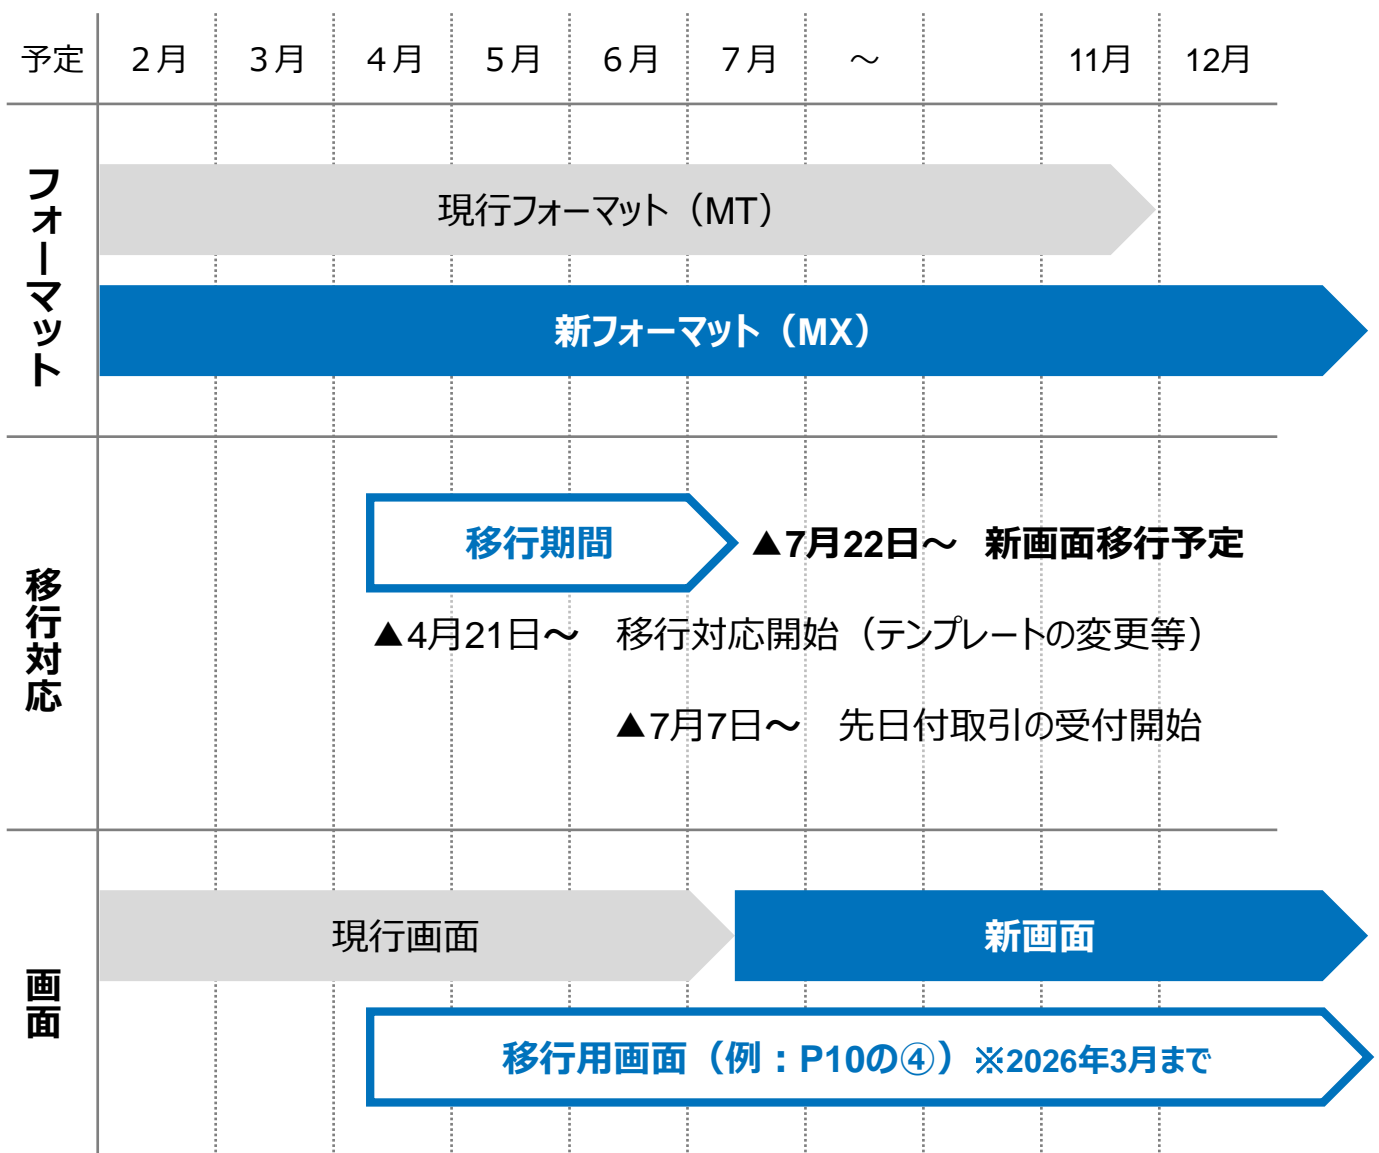 予定 2月 3月 4月 5月 6月 7月 ～ 11月 12月
フォーマット
現行フォーマット（MT）
新フォーマット（MX）
移行対応
移行期間
▲7月22日～ 新画面移行予定
▲4月21日～ 移行対応開始（テンプレートの変更等）
▲7月7日～ 先日付取引の受付開始
画面
現行画面
新画面
移行用画面（例：P10の④）※2026年3月まで